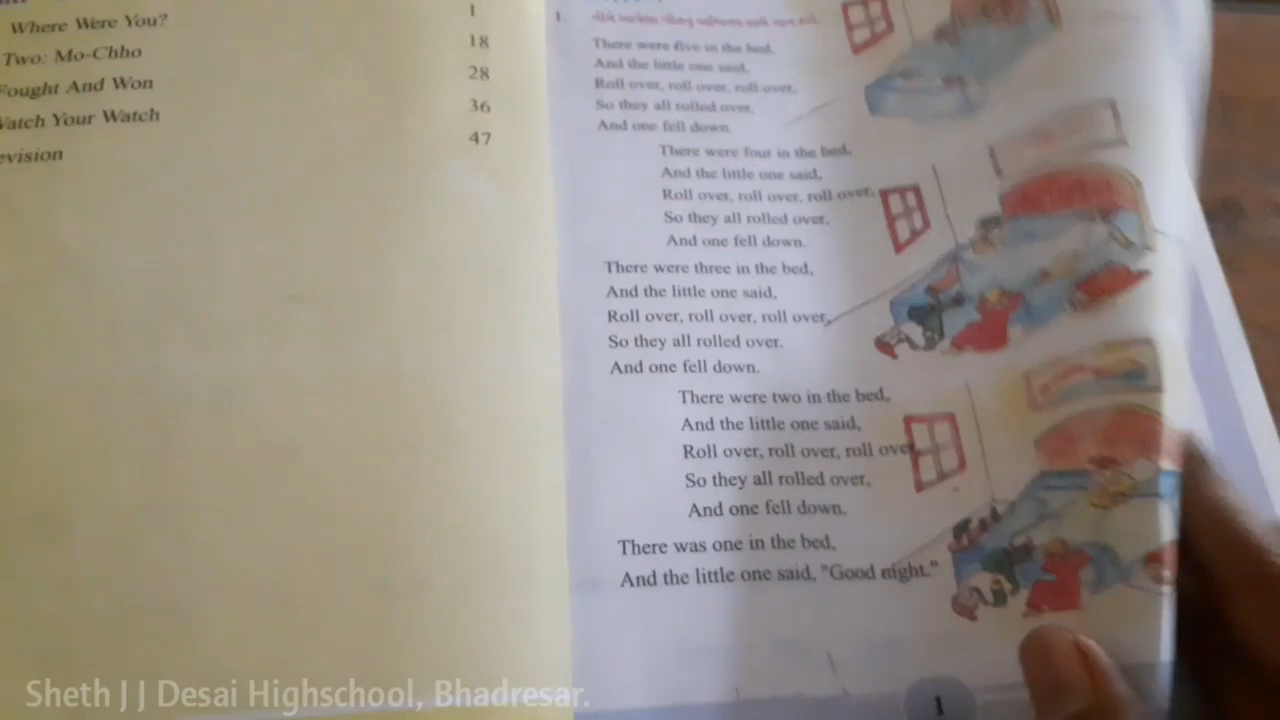 Where Were You? 1
Two: Mo-Chho 18
Fought And Won 28
Watch Your Watch 36
evision 47
1.
There were five in the bed,
And the little one said,
Roll over, roll over, roll over,
So they all rolled over,
And one fell down.
There were four in the bed,
And the little one said,
Roll over, roll over, roll over,
So they all rolled over,
And one fell down.
There were three in the bed,
And the little one said,
Roll over, roll over, roll over,
So they all rolled over.
And one fell down.
There were two in the bed,
And the little one said,
Roll over, roll over, roll over
So they all rolled over,
And one fell down.
There was one in the bed,
And the little one said, "Good night."
1
Sheth J J Desai Highschool, Bhadresar.